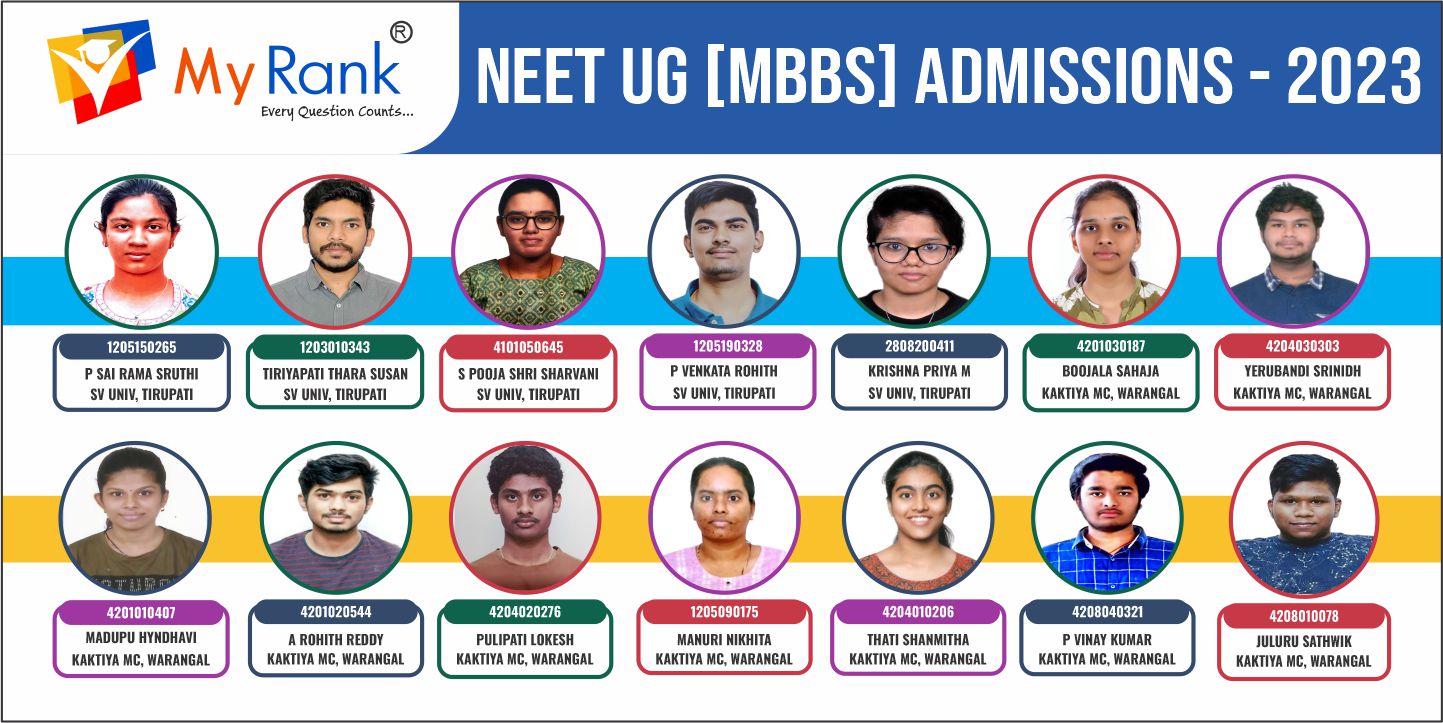 MyRank®
Every Question Counts...
NEET UG [MBBS] ADMISSIONS - 2023
1205150265
P SAI RAMA SRUTHI
SV UNIV, TIRUPATI
1203010343
TIRIYAPATI THARA SUSAN
SV UNIV, TIRUPATI
4101050645
S POOJA SHRI SHARVANI
SV UNIV, TIRUPATI
1205190328
P VENKATA ROHITH
SV UNIV, TIRUPATI
2808200411
KRISHNA PRIYA M
SV UNIV, TIRUPATI
4201030187
BOOJALA SAHAJA
KAKTIYA MC, WARANGAL
4204030303
YERUBANDI SRINIDH
KAKTIYA MC, WARANGAL
4201010407
MADUPU HYNDHAVI
KAKTIYA MC, WARANGAL
4201020544
A ROHITH REDDY
KAKTIYA MC, WARANGAL
4204020276
PULIPATI LOKESH
KAKTIYA MC, WARANGAL
1205090175
MANURI NIKHITA
KAKTIYA MC, WARANGAL
4204010206
THATI SHANMITHA
KAKTIYA MC, WARANGAL
4208040321
P VINAY KUMAR
KAKTIYA MC, WARANGAL
4208010078
JULURU SATHWIK
KAKTIYA MC, WARANGAL